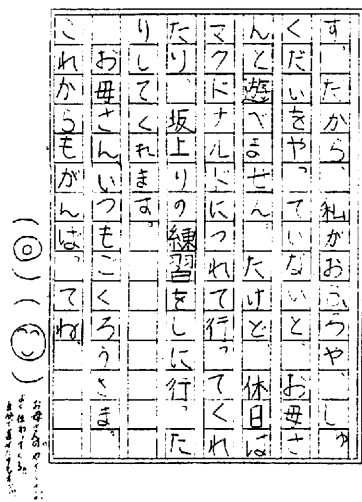 す。だから、私がおふろや、しゅ
くだいをやっていないと、お母さ
んと遊べません。だけど、休日は
マクドナルドにつれて行ってくれ
たり、坂上りの練習をしに行った
りしてくれます。
お母さん、いつもごくろうさま。
これからもがんばってね。
お母さんの